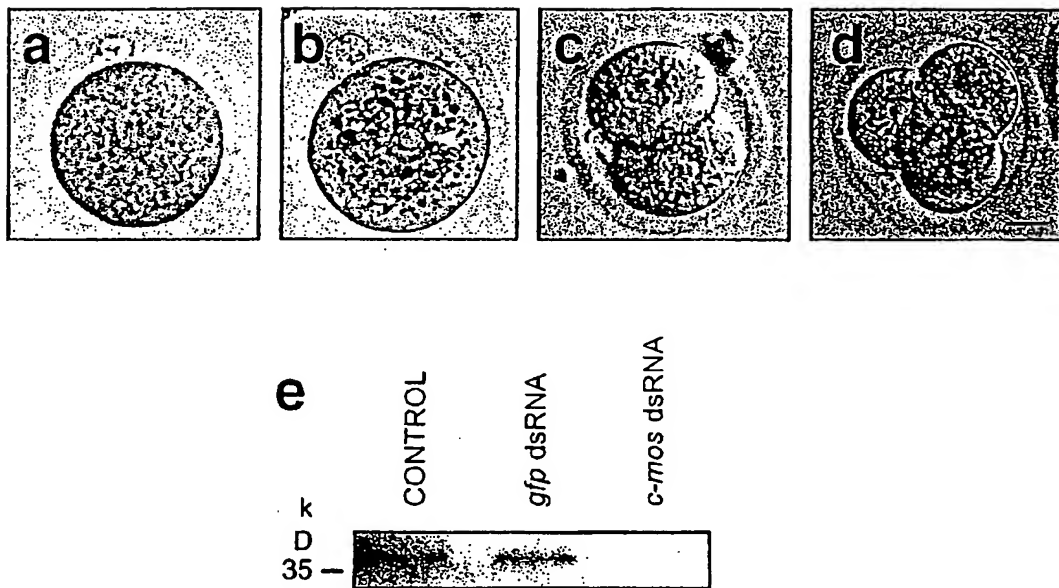 a b c d
e
CONTROL
gfp dsRNA
c-mos dsRNA
k
D
35 –